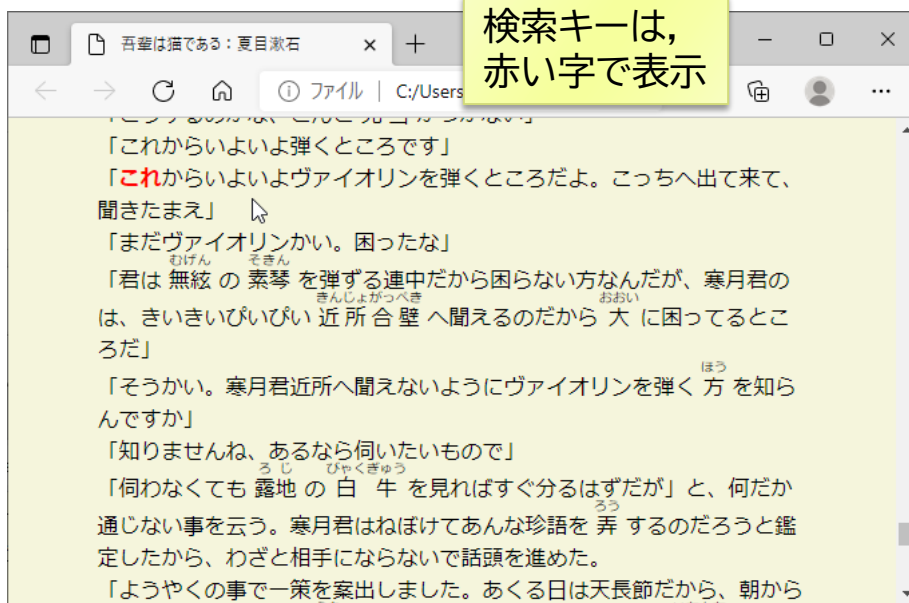 検索キーは，
赤い字で表示
吾輩は猫である：夏目漱石
ファイル | C:/Users
「これからいよいよ弾くところです」
「これからいよいよヴァイオリンを弾くところだよ。こっちへ出て来て、
聞きたまえ」
「まだヴァイオリンかい。困ったな」
むげん そきん
「君は 無絃 の 素琴 を弾ずる連中だから困らない方なんだが、寒月君の
きんじょがっぺき おおい
は、きいきいぴいぴい 近所合壁 へ聞えるのだから 大 に困ってるとこ
ろだ」
ほう
「そうかい。寒月君近所へ聞えないようにヴァイオリンを弾く 方 を知ら
んですか」
「知りませんね、あるなら伺いたいもので」
ろじ びゃくぎゅう
「伺わなくても 露地 の 白牛 を見ればすぐ分るはずだが」と、何だか
ろう
通じない事を云う。寒月君はねぼけてあんな珍語を 弄 するのだろうと鑑
定したから、わざと相手にならないで話頭を進めた。
「ようやくの事で一策を案出しました。あくる日は天長節だから、朝から